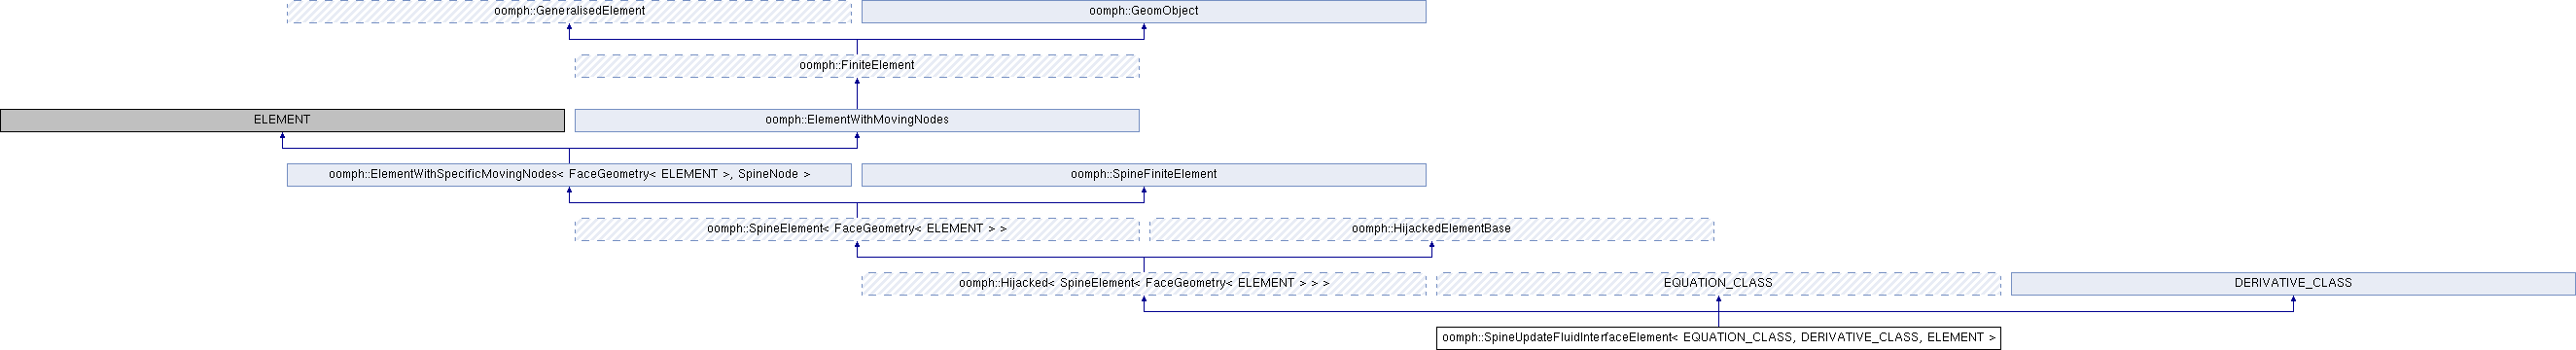 oomph::GeneralisedElement
oomph::GeomObject
oomph::FiniteElement
ELEMENT
oomph::ElementWithMovingNodes
oomph::ElementWithSpecificMovingNodes< FaceGeometry< ELEMENT >, SpineNode >
oomph::SpineFiniteElement
oomph::SpineElement< FaceGeometry< ELEMENT > >
oomph::HijackedElementBase
oomph::Hijacked< SpineElement< FaceGeometry< ELEMENT > > >
EQUATION_CLASS
DERIVATIVE_CLASS
oomph::SpineUpdateFluidInterfaceElement< EQUATION_CLASS, DERIVATIVE_CLASS, ELEMENT >